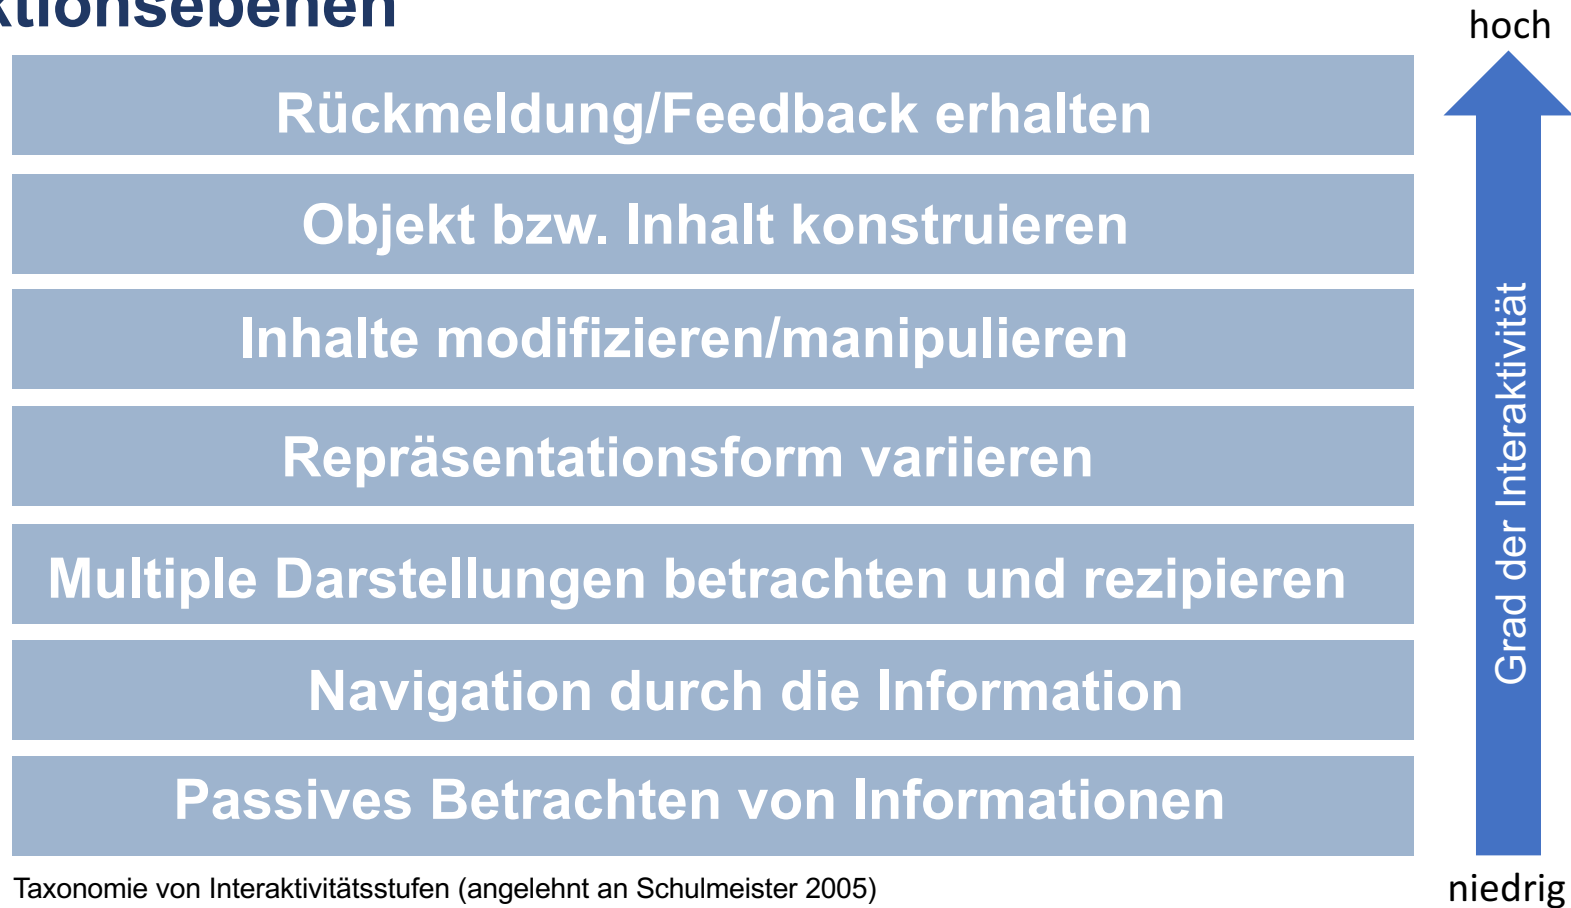 ktionsebenen
hoch
Rückmeldung/Feedback erhalten
Objekt bzw. Inhalt konstruieren
Inhalte modifizieren/manipulieren
Repräsentationsform variieren
Multiple Darstellungen betrachten und rezipieren
Navigation durch die Information
Passives Betrachten von Informationen
Grad der Interaktivität
Taxonomie von Interaktivitätsstufen (angelehnt an Schulmeister 2005)
niedrig